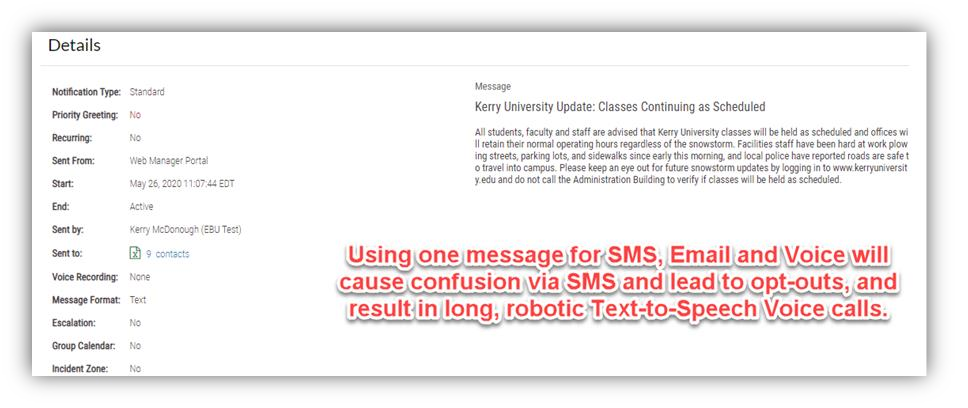 Details
Notification Type: Standard
Priority Greeting: No
Recurring: No
Sent From: Web Manager Portal
Start: May 26, 2020 11:07:44 EDT
End: Active
Sent by: Kerry McDonough (EBU Test)
Sent to: 9 contacts
Voice Recording: None
Message Format: Text
Escalation: No
Group Calendar: No
Incident Zone: No
Message
Kerry University Update: Classes Continuing as Scheduled
All students, faculty and staff are advised that Kerry University classes will be held as scheduled and offices wi
ll retain their normal operating hours regardless of the snowstorm. Facilities staff have been hard at work plow
ing streets, parking lots, and sidewalks since early this morning, and local police have reported roads are safe t
o travel into campus. Please keep an eye out for future snowstorm updates by logging in to www.kerryuniversit
y.edu and do not call the Administration Building to verify if classes will be held as scheduled.
Using one message for SMS, Email and Voice will
cause confusion via SMS and lead to opt-outs, and
result in long, robotic Text-to-Speech Voice calls.